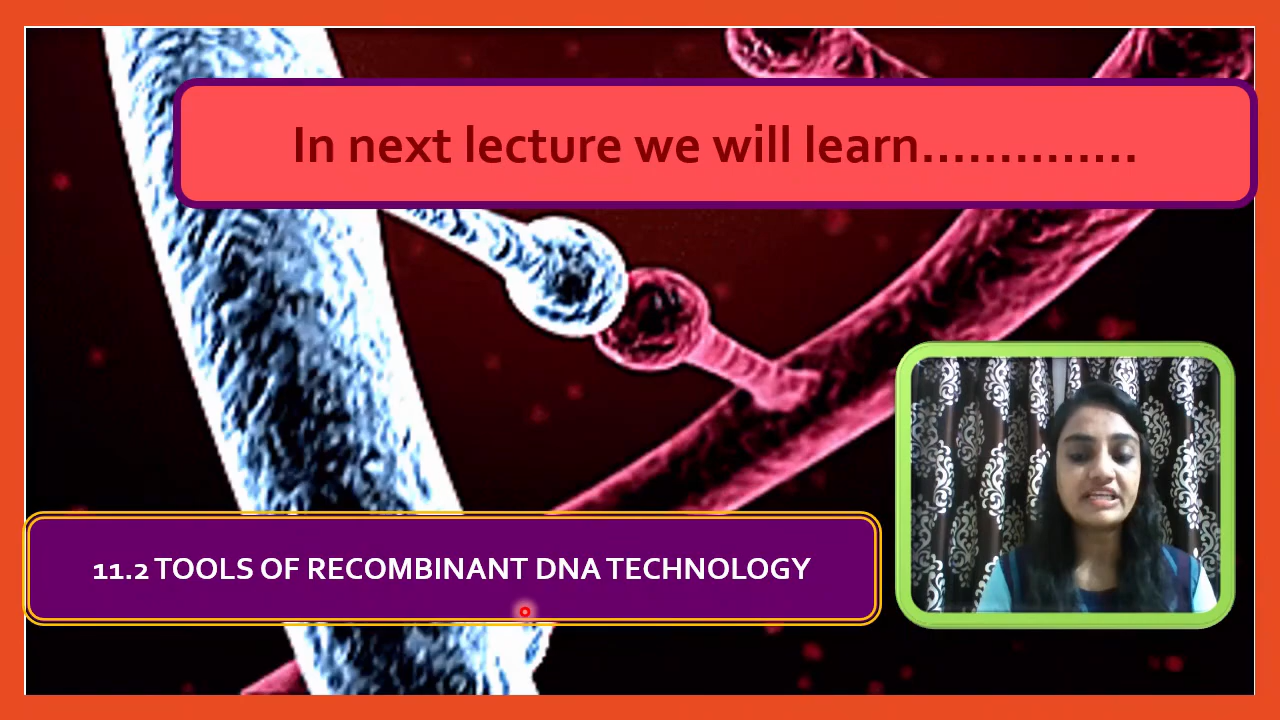 In next lecture we will learn..............
11.2 TOOLS OF RECOMBINANT DNA TECHNOLOGY